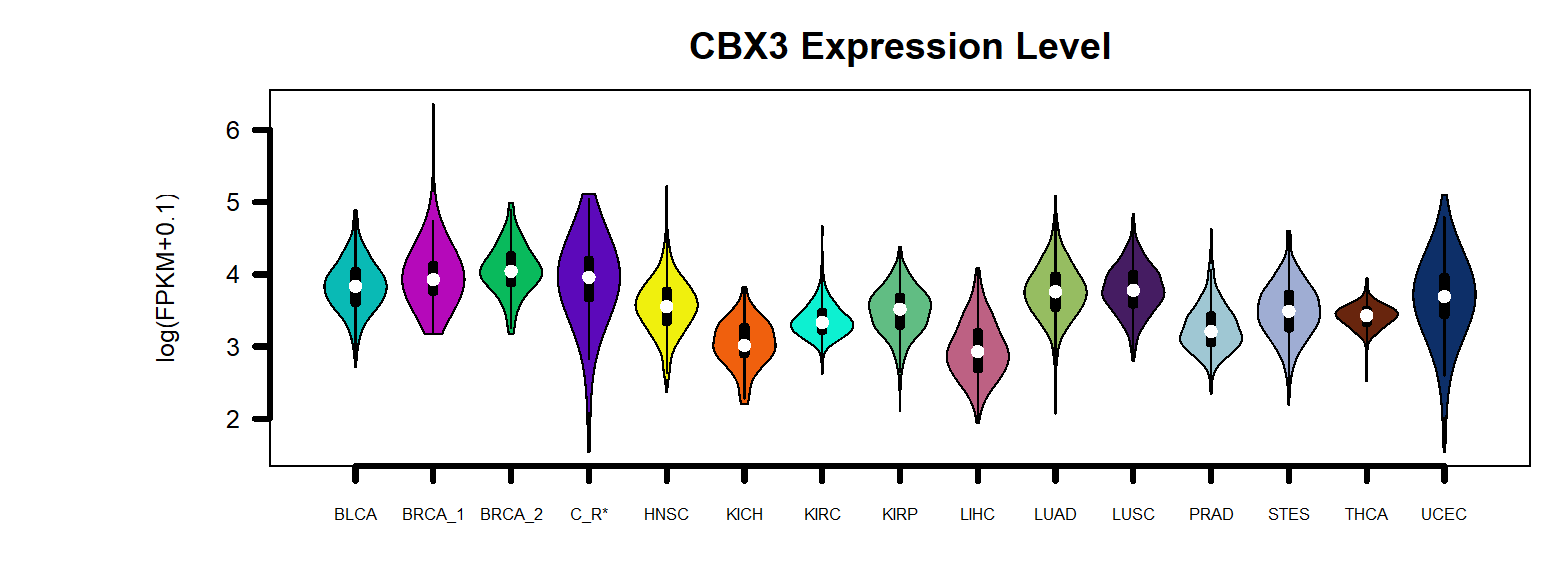 CBX3 Expression Level
log(FPKM+0.1)
6
5
4
3
2
BLCA BRCA_1 BRCA_2 C_R* HNSC KICH KIRC KIRP LIHC LUAD LUSC PRAD STES THCA UCEC